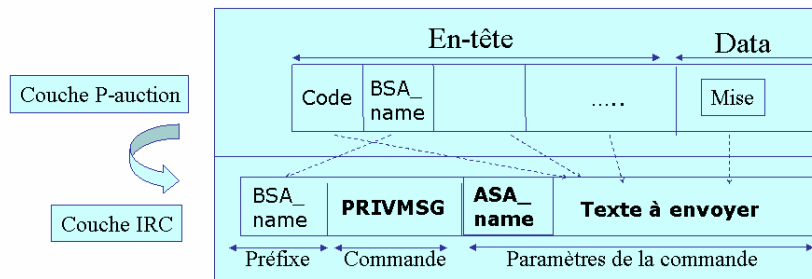 En-tête
Data
Couche P-auction
Code
BSA_
name
.....
Mise
Couche IRC
BSA_
name
PRIVMSG
ASA_
name
Texte à envoyer
Préfixe
Commande
Paramètres de la commande